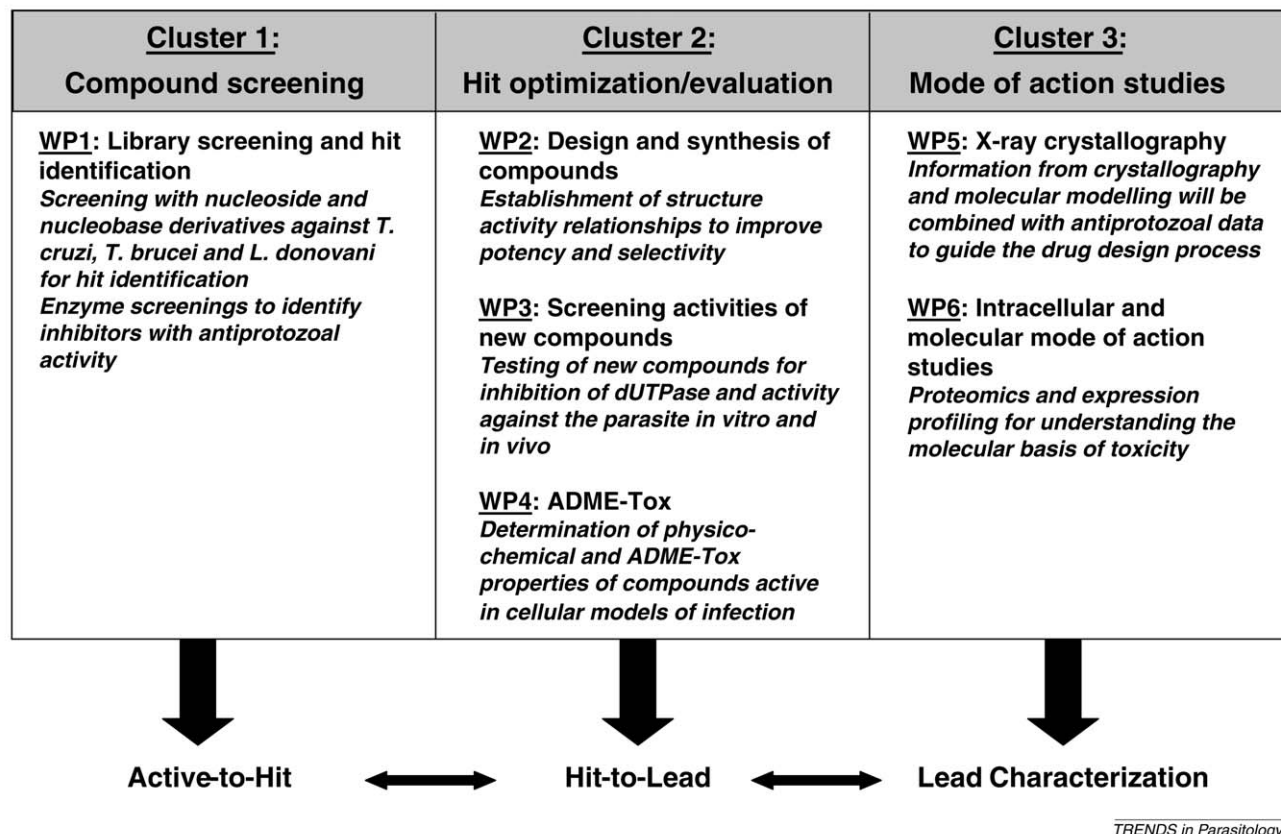 Cluster 1:
Compound screening
WP1: Library screening and hit
identification
Screening with nucleoside and
nucleobase derivatives against T.
cruzi, T. brucei and L. donovani
for hit identification
Enzyme screenings to identify
inhibitors with antiprotozoal
activity
Cluster 2:
Hit optimization/evaluation
WP2: Design and synthesis of
compounds
Establishment of structure
activity relationships to improve
potency and selectivity
WP3: Screening activities of
new compounds
Testing of new compounds for
inhibition of dUTPase and activity
against the parasite in vitro and
in vivo
WP4: ADME-Tox
Determination of physico-
chemical and ADME-Tox
properties of compounds active
in cellular models of infection
Cluster 3:
Mode of action studies
WP5: X-ray crystallography
Information from crystallography
and molecular modelling will be
combined with antiprotozoal data
to guide the drug design process
WP6: Intracellular and
molecular mode of action
studies
Proteomics and expression
profiling for understanding the
molecular basis of toxicity
Active-to-Hit
Hit-to-Lead
Lead Characterization
TRENDS in Parasitology